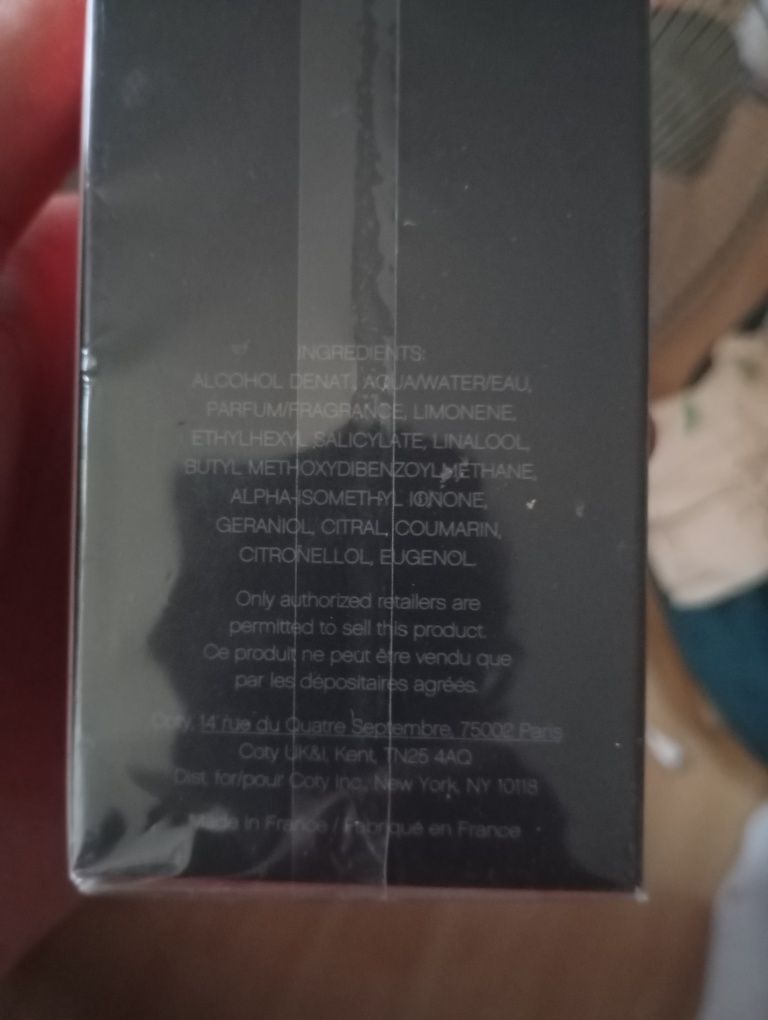 INGREDIENTS:
ALCOHOL DENAT., AQUA/WATER/EAU,
PARFUM/FRAGRANCE, LIMONENE,
ETHYLHEXYL SALICYLATE, LINALOOL,
BUTYL METHOXYDIBENZOYLMETHANE,
ALPHA-ISOMETHYL IONONE,
GERANIOL, CITRAL, COUMARIN,
CITRONELLOL, EUGENOL.
Only authorized retailers are
permitted to sell this product.
Ce produit ne peut être vendu que
par les dépositaires agréés.
Coty, 14 rue du Quatre Septembre, 75002 Paris
Coty UK&I, Kent, TN25 4AQ
Dist. for/pour Coty Inc., New York, NY 10118
Made in France / Fabriqué en France